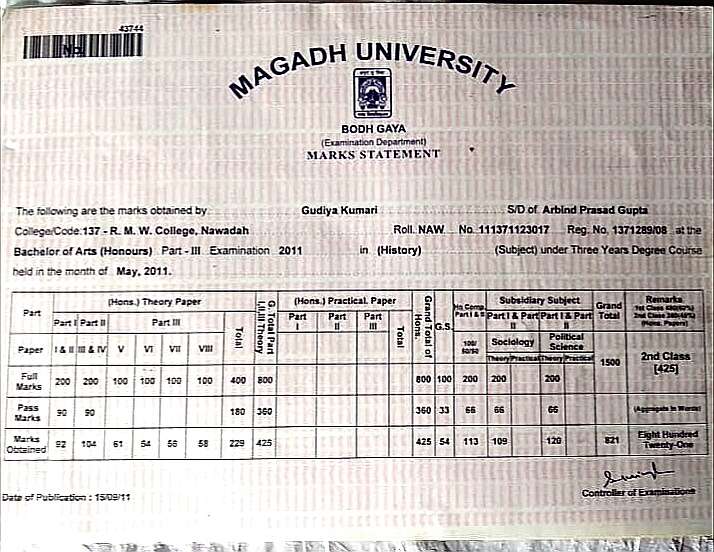 43744
No.
MAGADH UNIVERSITY
BODH GAYA
(Examination Department)
MARKS STATEMENT
The following are the marks obtained by Gudiya Kumari S/D of Arbind Prasad Gupta
College/Code:137 - R. M. W. College, Nawadah Roll. NAW No. 111371123017 Reg. No. 1371289/08 at the
Bachelor of Arts (Honours) Part - III Examination 2011 in (History) (Subject) under Three Years Degree Course
held in the month of May, 2011.
Part (Hons.) Theory Paper G. Total Part I,II,III Theory (Hons.) Practical. Paper Grand Total of Hons. G.S. Comp. Part I & II Subsidiary Subject Grand Total Remarks
Part I Part II Part III Total Part I Part II Part III Total Part I & Part II Part I & Part II
Paper I & II III & IV V VI VII VIII 100/ 50/50 Sociology Political Science
Theory Practical Theory Practical 1500 2nd Class [425]
Full Marks 200 200 100 100 100 100 400 800 800 100 200 200 200
Pass Marks 90 90 180 360 360 33 66 66 66 (Aggregate in Words)
Marks Obtained 92 104 61 54 56 58 229 425 425 54 113 109 120 821 Eight Hundred Twenty-One
Date of Publication : 15/09/11
Controller of Examinations